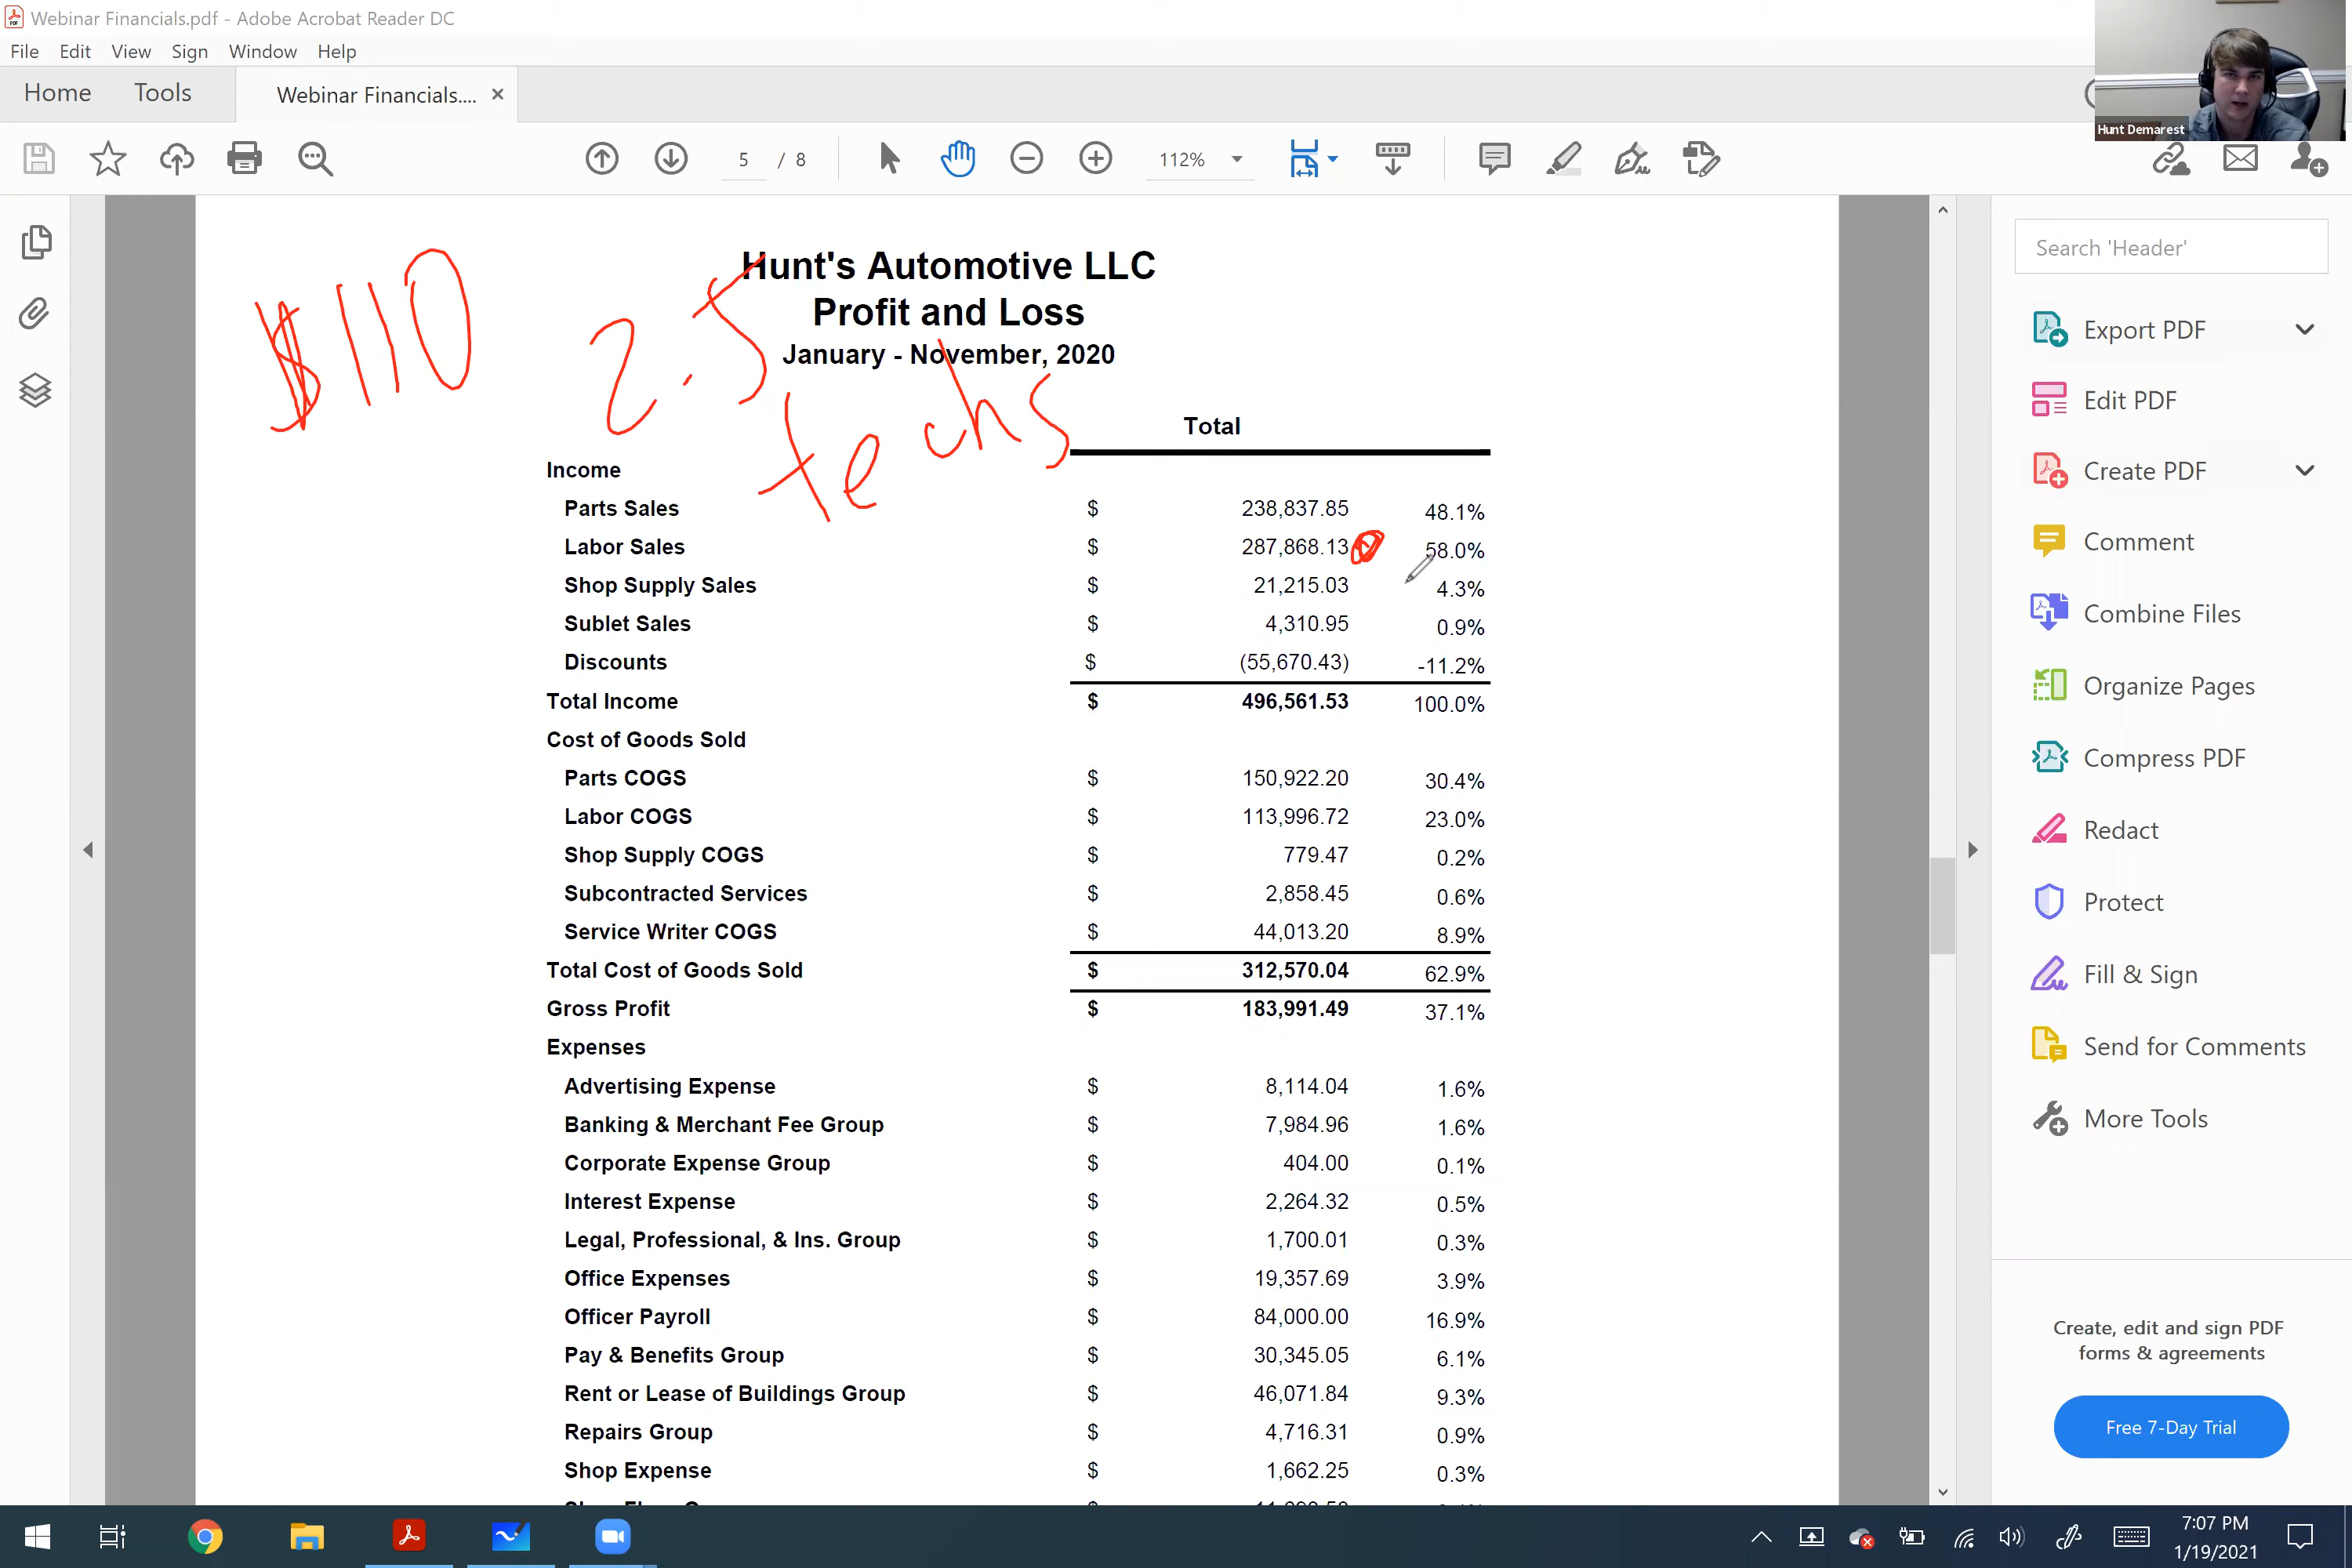 Webinar Financials.pdf - Adobe Acrobat Reader DC
File Edit View Sign Window Help
Home Tools Webinar Financials.... ×
Hunt Demarest
5 / 8 112%
Search 'Header'
$110 2.5 techs
Hunt's Automotive LLC
Profit and Loss
January - November, 2020
Total
Income
Parts Sales $ 238,837.85 48.1%
Labor Sales $ 287,868.13 58.0%
Shop Supply Sales $ 21,215.03 4.3%
Sublet Sales $ 4,310.95 0.9%
Discounts $ (55,670.43) -11.2%
Total Income $ 496,561.53 100.0%
Cost of Goods Sold
Parts COGS $ 150,922.20 30.4%
Labor COGS $ 113,996.72 23.0%
Shop Supply COGS $ 779.47 0.2%
Subcontracted Services $ 2,858.45 0.6%
Service Writer COGS $ 44,013.20 8.9%
Total Cost of Goods Sold $ 312,570.04 62.9%
Gross Profit $ 183,991.49 37.1%
Expenses
Advertising Expense $ 8,114.04 1.6%
Banking & Merchant Fee Group $ 7,984.96 1.6%
Corporate Expense Group $ 404.00 0.1%
Interest Expense $ 2,264.32 0.5%
Legal, Professional, & Ins. Group $ 1,700.01 0.3%
Office Expenses $ 19,357.69 3.9%
Officer Payroll $ 84,000.00 16.9%
Pay & Benefits Group $ 30,345.05 6.1%
Rent or Lease of Buildings Group $ 46,071.84 9.3%
Repairs Group $ 4,716.31 0.9%
Shop Expense $ 1,662.25 0.3%
Export PDF
Edit PDF
Create PDF
Comment
Combine Files
Organize Pages
Compress PDF
Redact
Protect
Fill & Sign
Send for Comments
More Tools
Create, edit and sign PDF
forms & agreements
Free 7-Day Trial
7:07 PM
1/19/2021